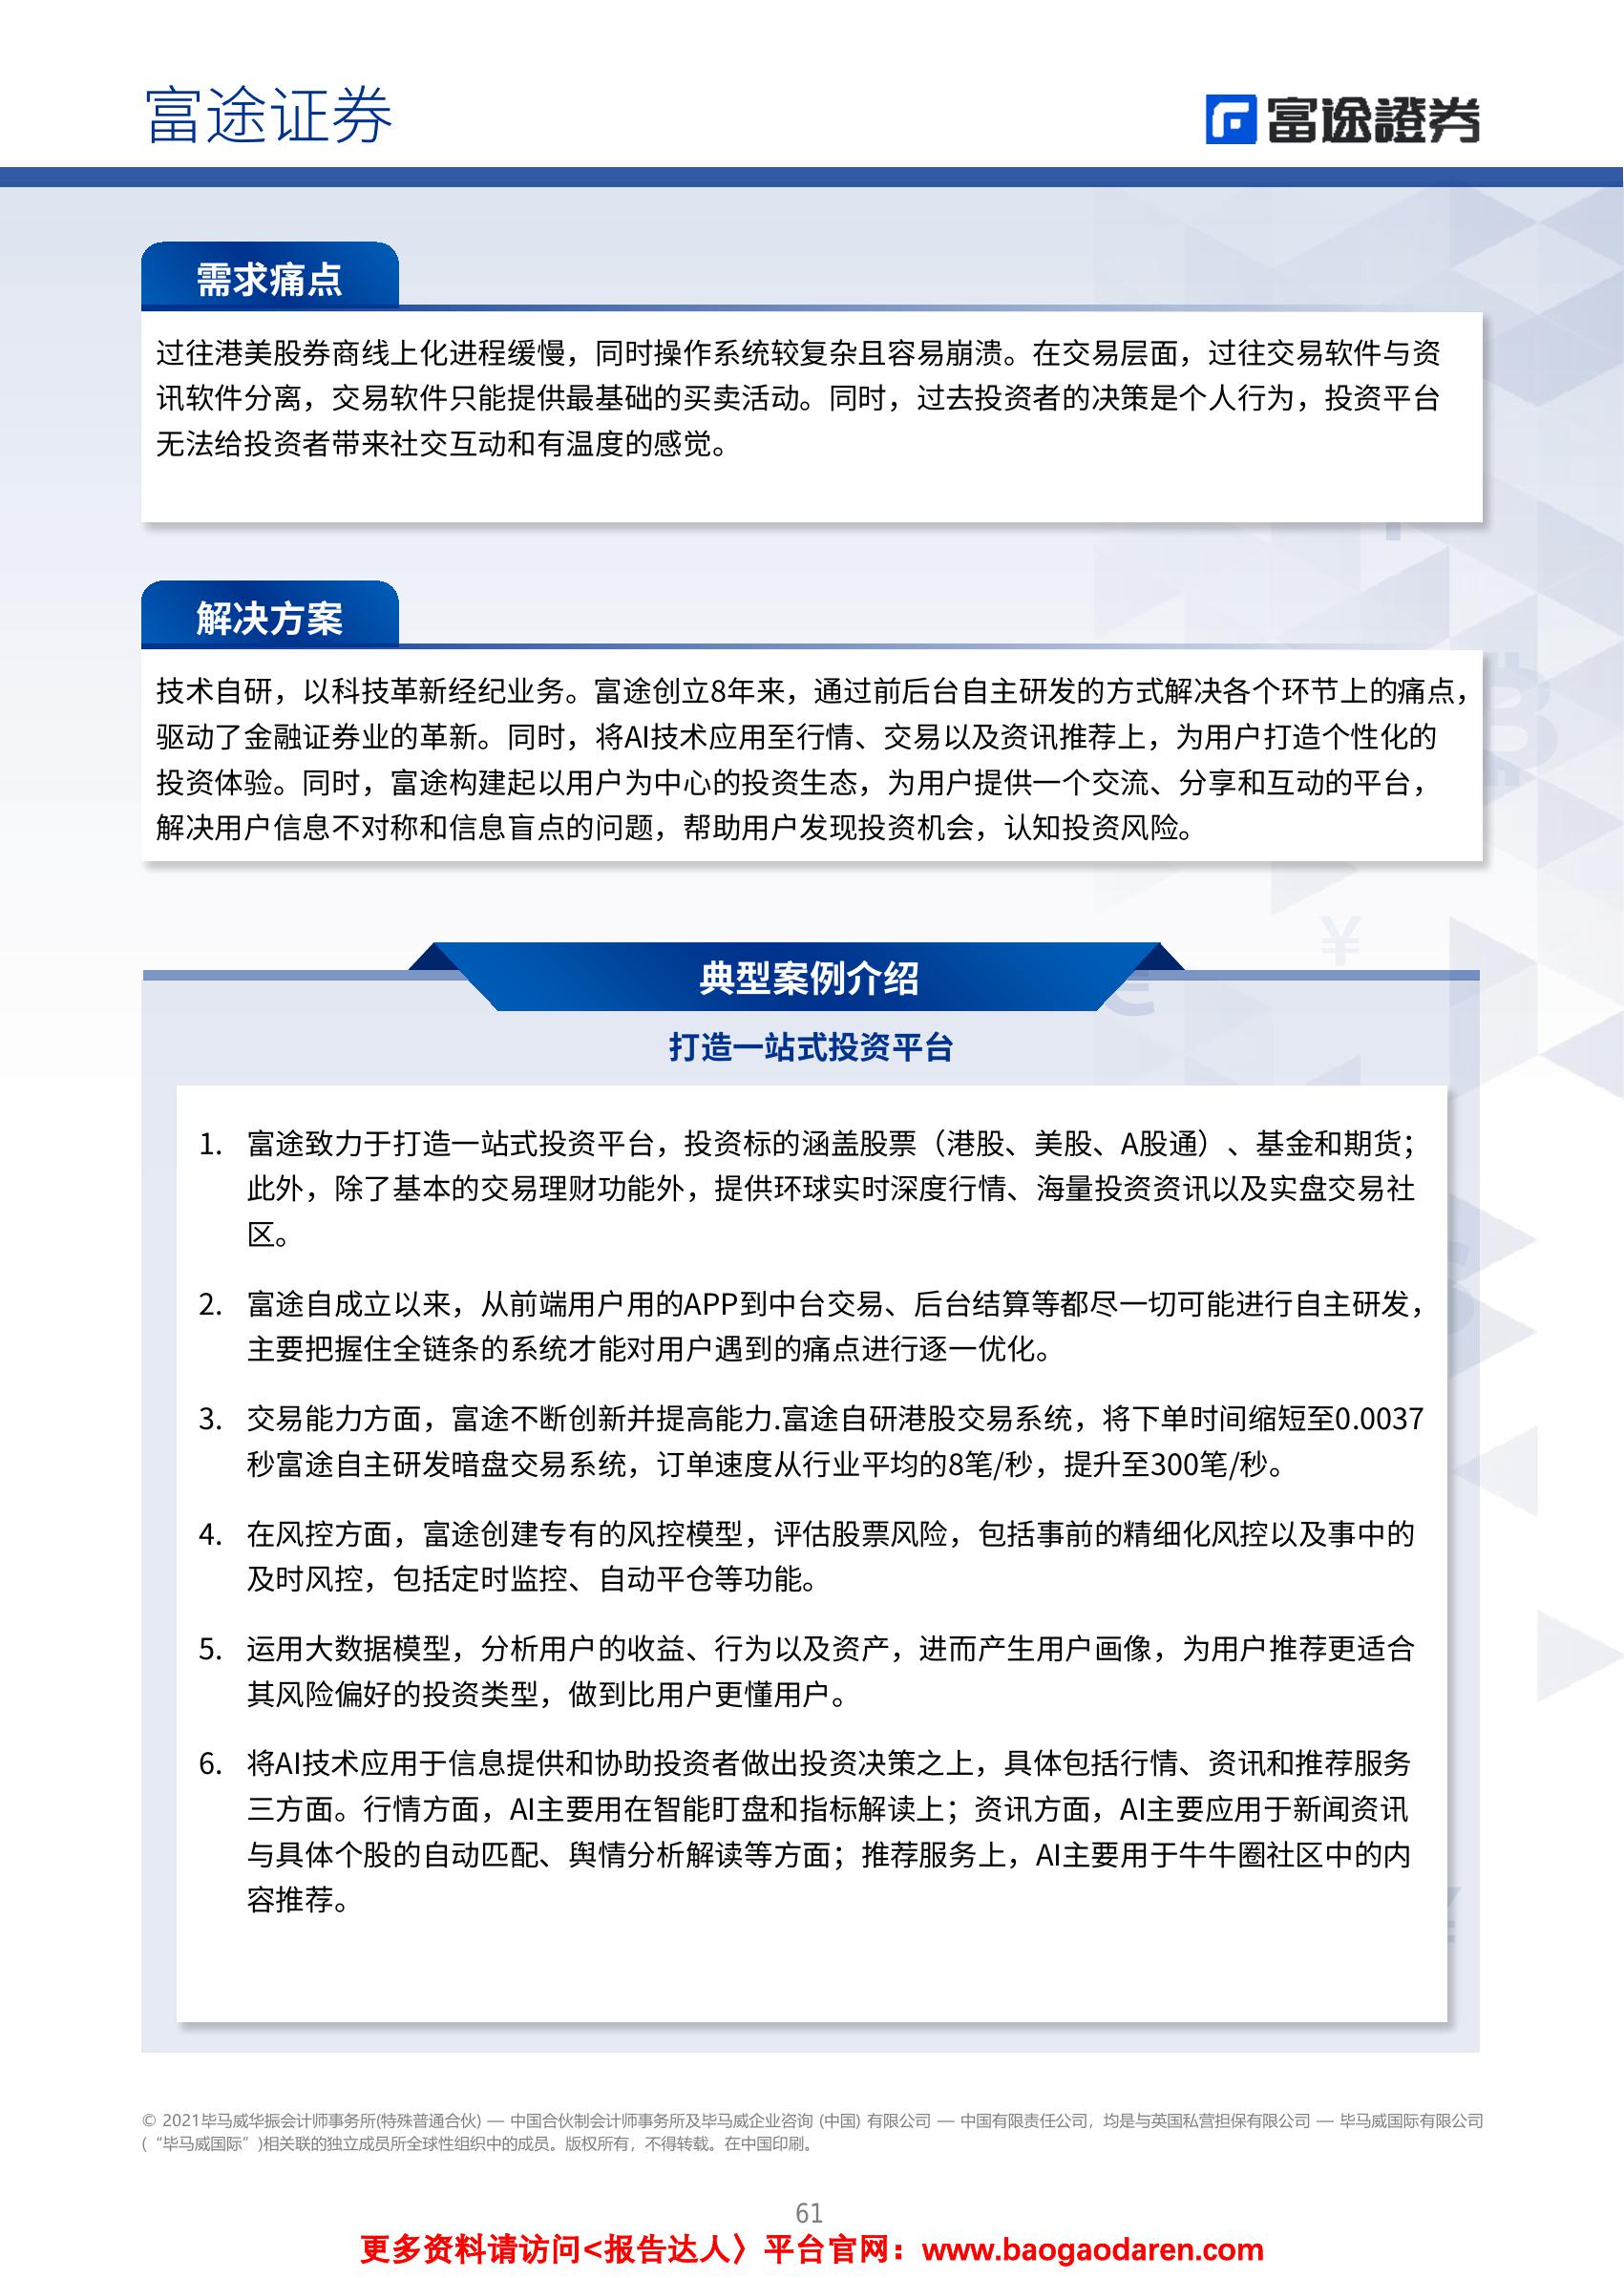 富途证券
富途證券
需求痛点
过往港美股券商线上化进程缓慢，同时操作系统较复杂且容易崩溃。在交易层面，过往交易软件与资
讯软件分离，交易软件只能提供最基础的买卖活动。同时，过去投资者的决策是个人行为，投资平台
无法给投资者带来社交互动和有温度的感觉。
解决方案
技术自研，以科技革新经纪业务。富途创立8年来，通过前后台自主研发的方式解决各个环节上的痛点，
驱动了金融证券业的革新。同时，将AI技术应用至行情、交易以及资讯推荐上，为用户打造个性化的
投资体验。同时，富途构建起以用户为中心的投资生态，为用户提供一个交流、分享和互动的平台，
解决用户信息不对称和信息盲点的问题，帮助用户发现投资机会，认知投资风险。
典型案例介绍
打造一站式投资平台
1. 富途致力于打造一站式投资平台，投资标的涵盖股票（港股、美股、A股通）、基金和期货；
此外，除了基本的交易理财功能外，提供环球实时深度行情、海量投资资讯以及实盘交易社
区。
2. 富途自成立以来，从前端用户用的APP到中台交易、后台结算等都尽一切可能进行自主研发，
主要把握住全链条的系统才能对用户遇到的痛点进行逐一优化。
3. 交易能力方面，富途不断创新并提高能力.富途自研港股交易系统，将下单时间缩短至0.0037
秒富途自主研发暗盘交易系统，订单速度从行业平均的8笔/秒，提升至300笔/秒。
4. 在风控方面，富途创建专有的风控模型，评估股票风险，包括事前的精细化风控以及事中的
及时风控，包括定时监控、自动平仓等功能。
5. 运用大数据模型，分析用户的收益、行为以及资产，进而产生用户画像，为用户推荐更适合
其风险偏好的投资类型，做到比用户更懂用户。
6. 将AI技术应用于信息提供和协助投资者做出投资决策之上，具体包括行情、资讯和推荐服务
三方面。行情方面，AI主要用在智能盯盘和指标解读上；资讯方面，AI主要应用于新闻资讯
与具体个股的自动匹配、舆情分析解读等方面；推荐服务上，AI主要用于牛牛圈社区中的内
容推荐。
© 2021毕马威华振会计师事务所(特殊普通合伙) — 中国合伙制会计师事务所及毕马威企业咨询 (中国) 有限公司 — 中国有限责任公司，均是与英国私营担保有限公司 — 毕马威国际有限公司
(“毕马威国际”)相关联的独立成员所全球性组织中的成员。版权所有，不得转载。在中国印刷。
61
更多资料请访问<报告达人〉平台官网：www.baogaodaren.com